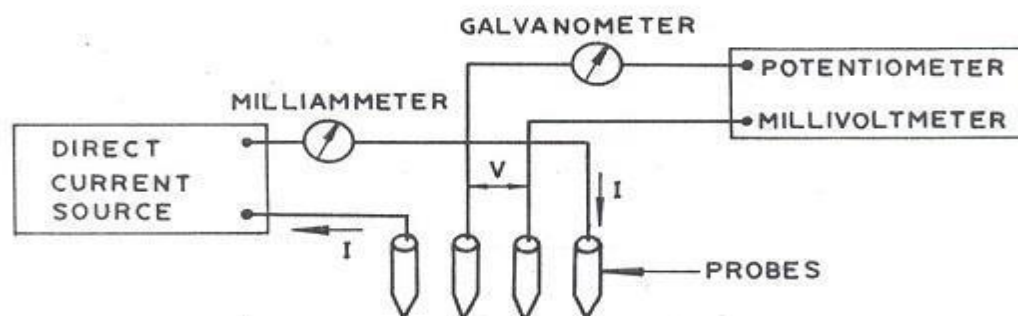 GALVANOMETER
POTENTIOMETER
MILLIAMMETER
MILLIVOLTMETER
DIRECT
CURRENT
SOURCE
V
I
I
PROBES